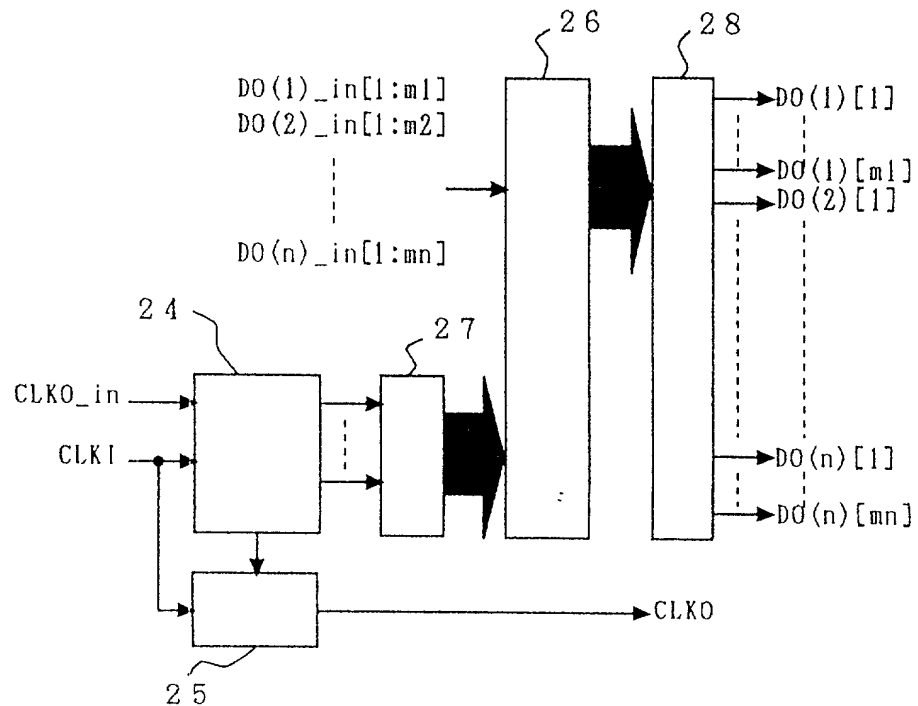 26
28
DO(1)_in[1:m1]
DO(2)_in[1:m2]
DO(n)_in[1:mn]
DO(1)[1]
DO(1)[m1]
DO(2)[1]
24
27
CLKO_in
CLKI
DO(n)[1]
DO(n)[mn]
CLKO
25